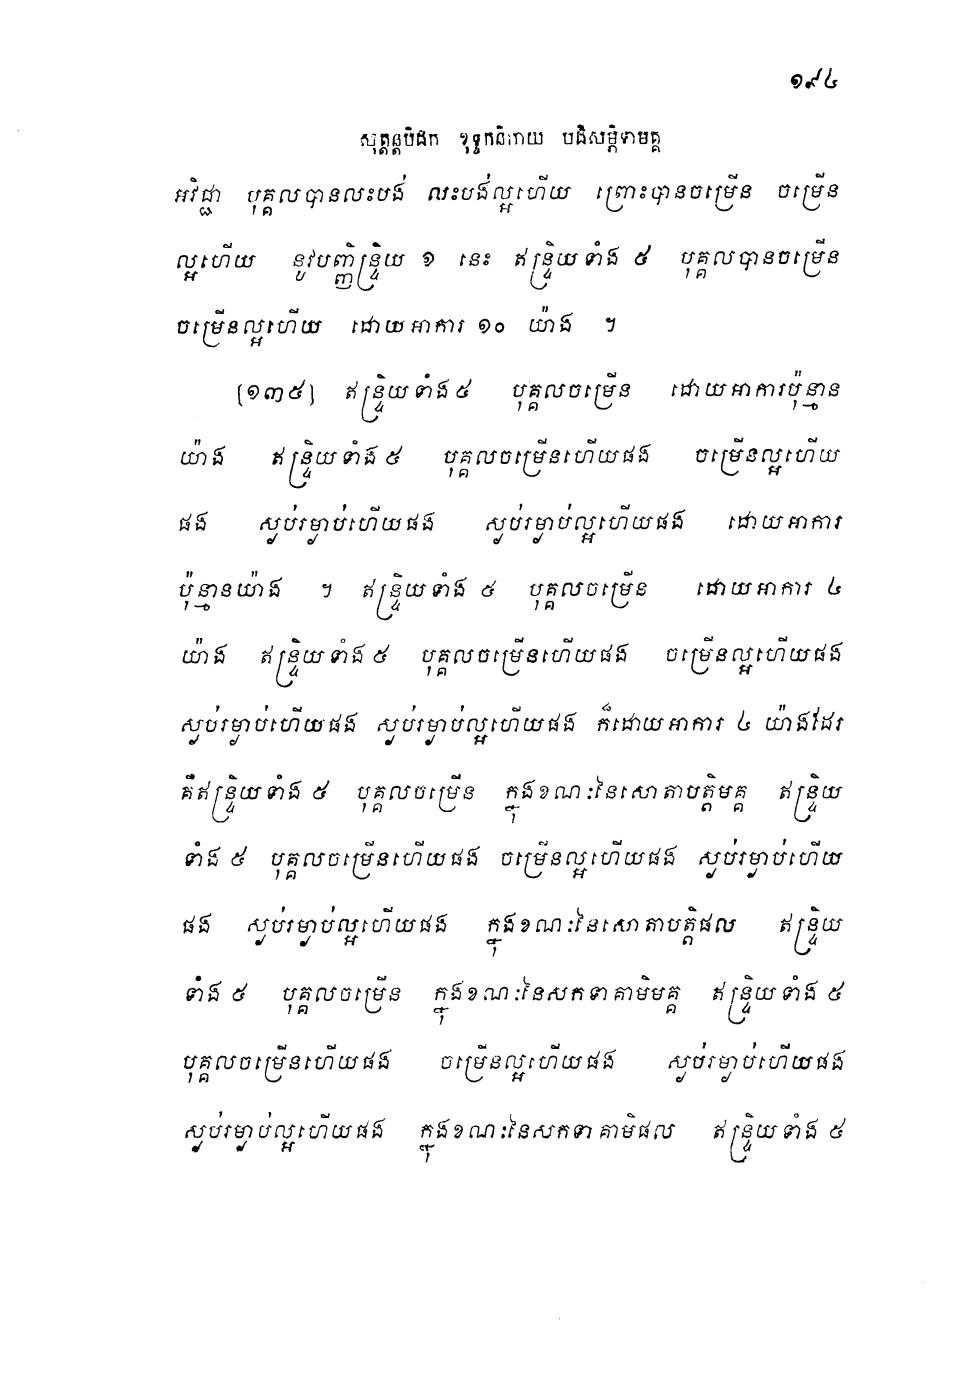 ១៩៤
សុត្តន្តបិដក ខុទ្ទកនិកាយ បដិសម្ភិទាមគ្គ
អវិជ្ជា បុគ្គលបានលះបង់ លះបង់ល្អហើយ ព្រោះបានចម្រើន ចម្រើន
ល្អហើយ នូវបញ្ញិន្ទ្រិយ ១ នេះ ឥន្ទ្រិយទាំង ៥ បុគ្គលបានចម្រើន
ចម្រើនល្អហើយ ដោយអាការ ១០ យ៉ាង ។
[១៣៥] ឥន្ទ្រិយទាំង ៥ បុគ្គលចម្រើន ដោយអាការប៉ុន្មាន
យ៉ាង ឥន្ទ្រិយទាំង ៥ បុគ្គលចម្រើនហើយផង ចម្រើនល្អហើយ
ផង ស្ងប់រម្ងាប់ហើយផង ស្ងប់រម្ងាប់ល្អហើយផង ដោយអាការ
ប៉ុន្មានយ៉ាង ។ ឥន្ទ្រិយទាំង ៥ បុគ្គលចម្រើន ដោយអាការ ៤
យ៉ាង ឥន្ទ្រិយទាំង ៥ បុគ្គលចម្រើនហើយផង ចម្រើនល្អហើយផង
ស្ងប់រម្ងាប់ហើយផង ស្ងប់រម្ងាប់ល្អហើយផង ក៏ដោយអាការ ៤ យ៉ាងដែរ
គឺឥន្ទ្រិយទាំង ៥ បុគ្គលចម្រើន ក្នុងខណៈនៃសោតាបត្តិមគ្គ ឥន្ទ្រិយ
ទាំង ៥ បុគ្គលចម្រើនហើយផង ចម្រើនល្អហើយផង ស្ងប់រម្ងាប់ហើយ
ផង ស្ងប់រម្ងាប់ល្អហើយផង ក្នុងខណៈនៃសោតាបត្តិផល ឥន្ទ្រិយ
ទាំង ៥ បុគ្គលចម្រើន ក្នុងខណៈនៃសកទាគាមិមគ្គ ឥន្ទ្រិយទាំង ៥
បុគ្គលចម្រើនហើយផង ចម្រើនល្អហើយផង ស្ងប់រម្ងាប់ហើយផង
ស្ងប់រម្ងាប់ល្អហើយផង ក្នុងខណៈនៃសកទាគាមិផល ឥន្ទ្រិយទាំង ៥